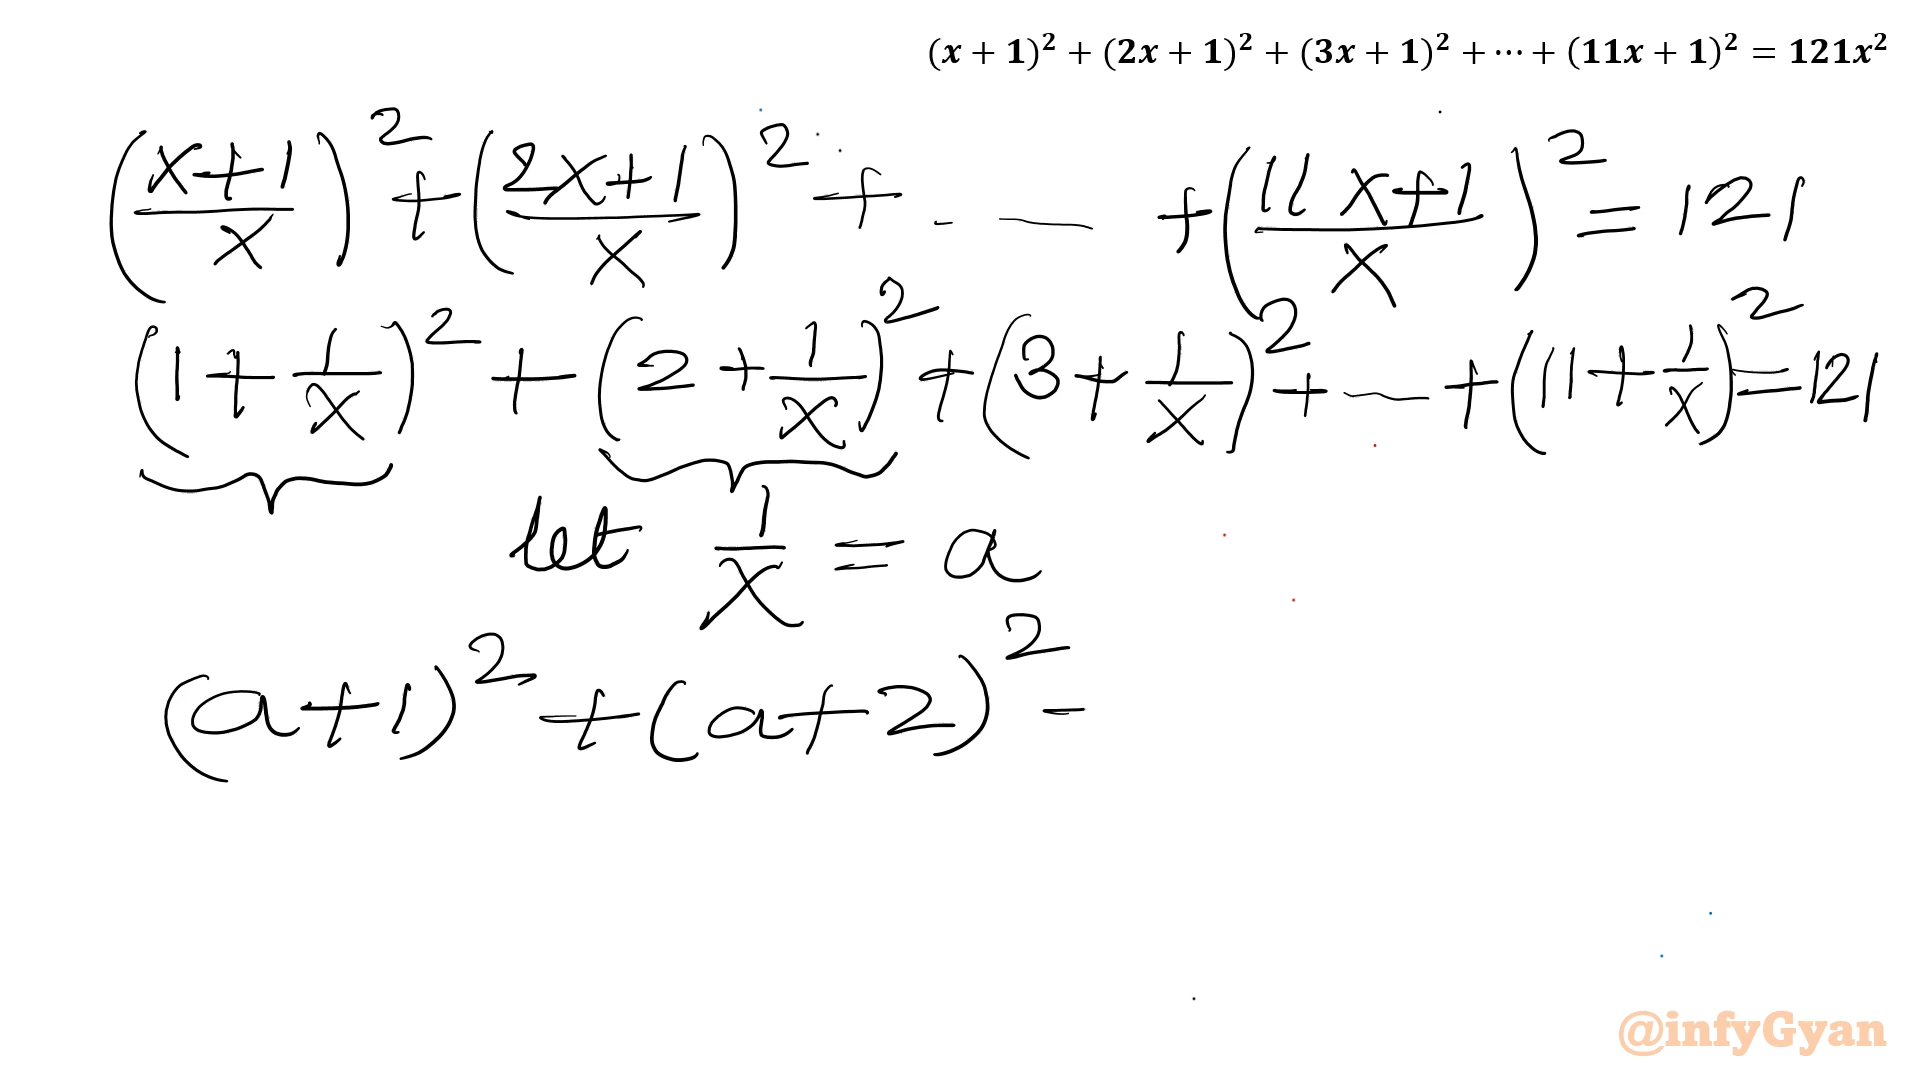 (x + 1)² + (2x + 1)² + (3x + 1)² + ⋯ + (11x + 1)² = 121x²
((x+1)/x)² + ((2x+1)/x)² + . — + ((11x+1)/x)² = 121
(1 + 1/x)² + (2 + 1/x)² + (3 + 1/x)² + — + (11 + 1/x)² = 121
let 1/x = a
(a+1)² + (a+2)² -
@infyGyan